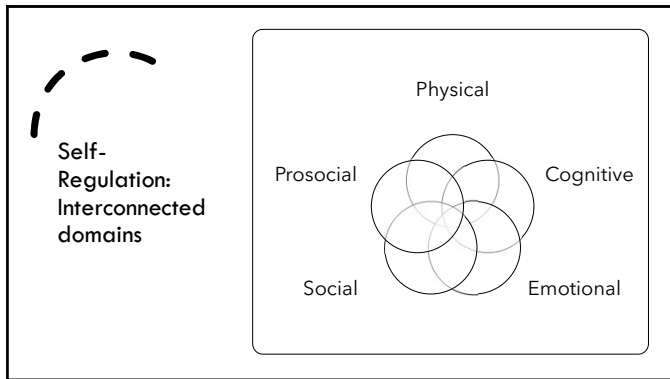 Self-
Regulation:
Interconnected
domains
Physical
Prosocial
Cognitive
Social
Emotional